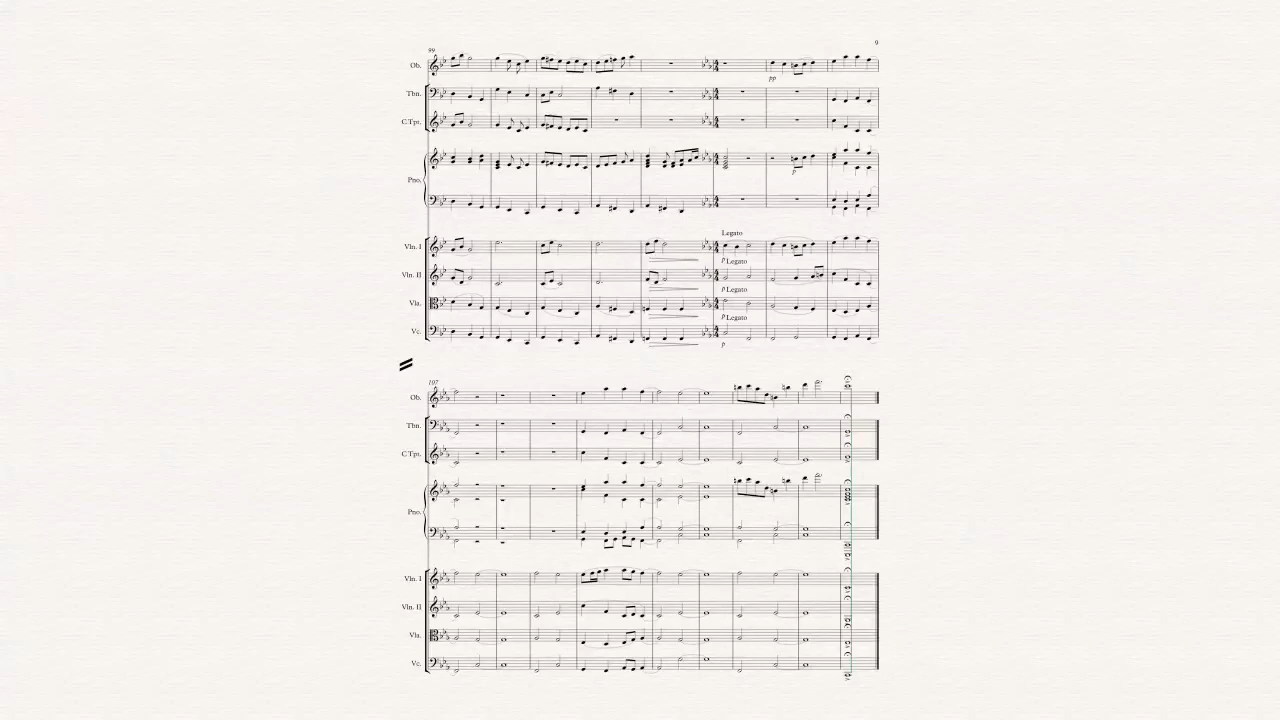 9
99
Ob.
pp
Tbn.
C.Tpt.
Pno.
p
Legato
Vln. I
p Legato
Vln. II
p Legato
Vla.
p Legato
Vc.
p
107
Ob.
Tbn.
C.Tpt.
Pno.
Vln. I
Vln. II
Vla.
Vc.